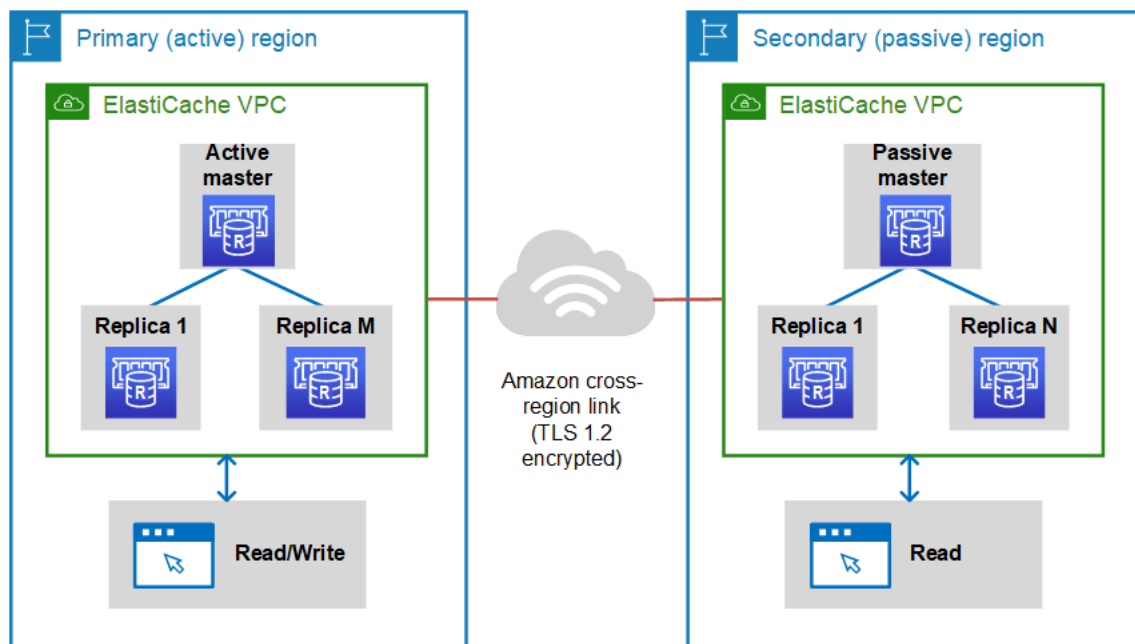 Primary (active) region
ElastiCache VPC
Active
master
R
Replica 1
R
Replica M
R
Read/Write
Amazon cross-
region link
(TLS 1.2
encrypted)
Secondary (passive) region
ElastiCache VPC
Passive
master
R
Replica 1
R
Replica N
R
Read